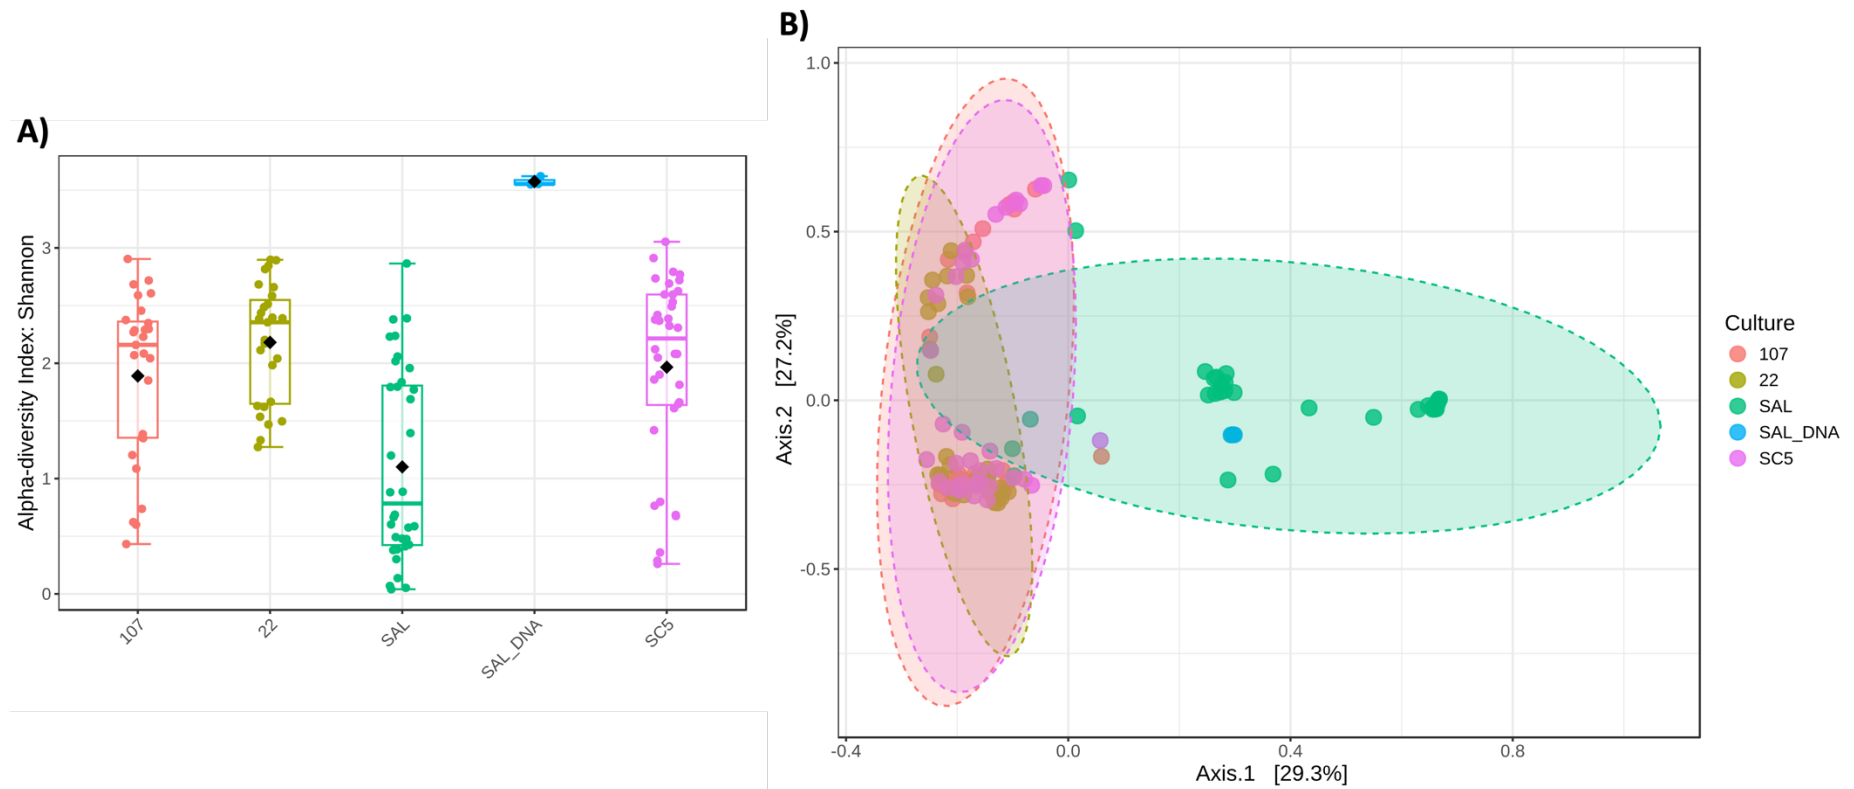 A)
Alpha-diversity Index: Shannon
3
2
1
0
107
22
SAL
SAL_DNA
SC5
B)
Axis.2 [27.2%]
1.0
0.5
0.0
-0.5
-0.4
0.0
0.4
0.8
Axis.1 [29.3%]
Culture
107
22
SAL
SAL_DNA
SC5